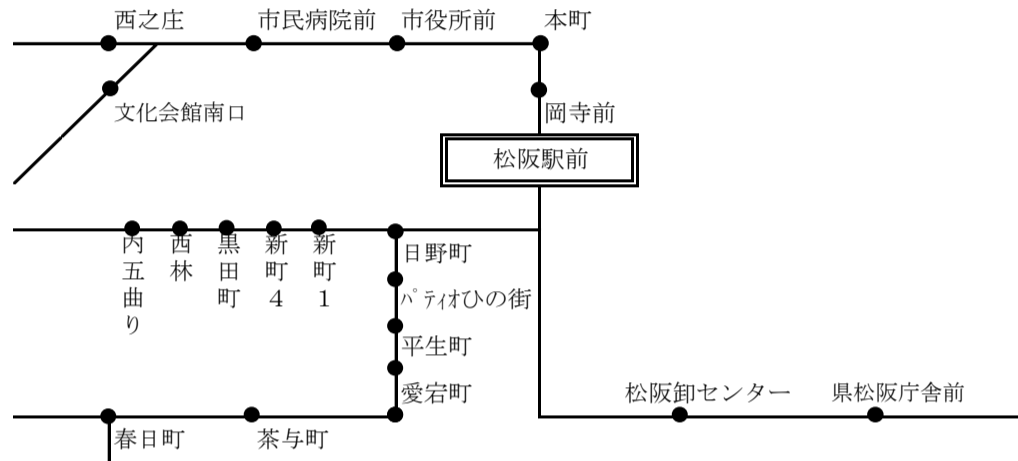 西之庄
市民病院前
市役所前
本町
文化会館南口
岡寺前
松阪駅前
内五曲り
西林
黒田町
新町4
新町1
日野町
ﾊﾟﾃｨｵひの街
平生町
愛宕町
松阪卸センター
県松阪庁舎前
春日町
茶与町